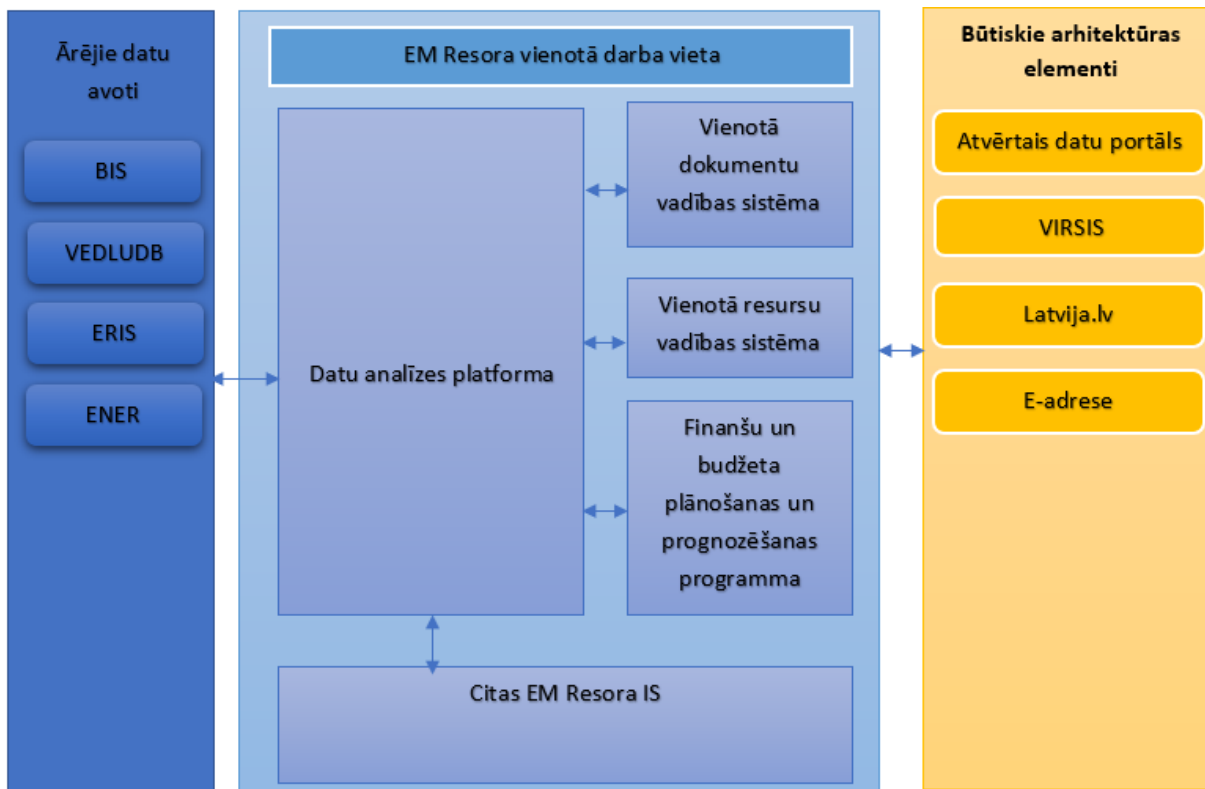 Ārējie datu
avoti
BIS
VEDLUDB
ERIS
ENER
EM Resora vienotā darba vieta
Datu analīzes platforma
Vienotā
dokumentu
vadības sistēma
Vienotā resursu
vadības sistēma
Finanšu un
budžeta
plānošanas un
prognozēšanas
programma
Citas EM Resora IS
Būtiskie arhitektūras
elementi
Atvērtais datu portāls
VIRSIS
Latvija.lv
E-adrese